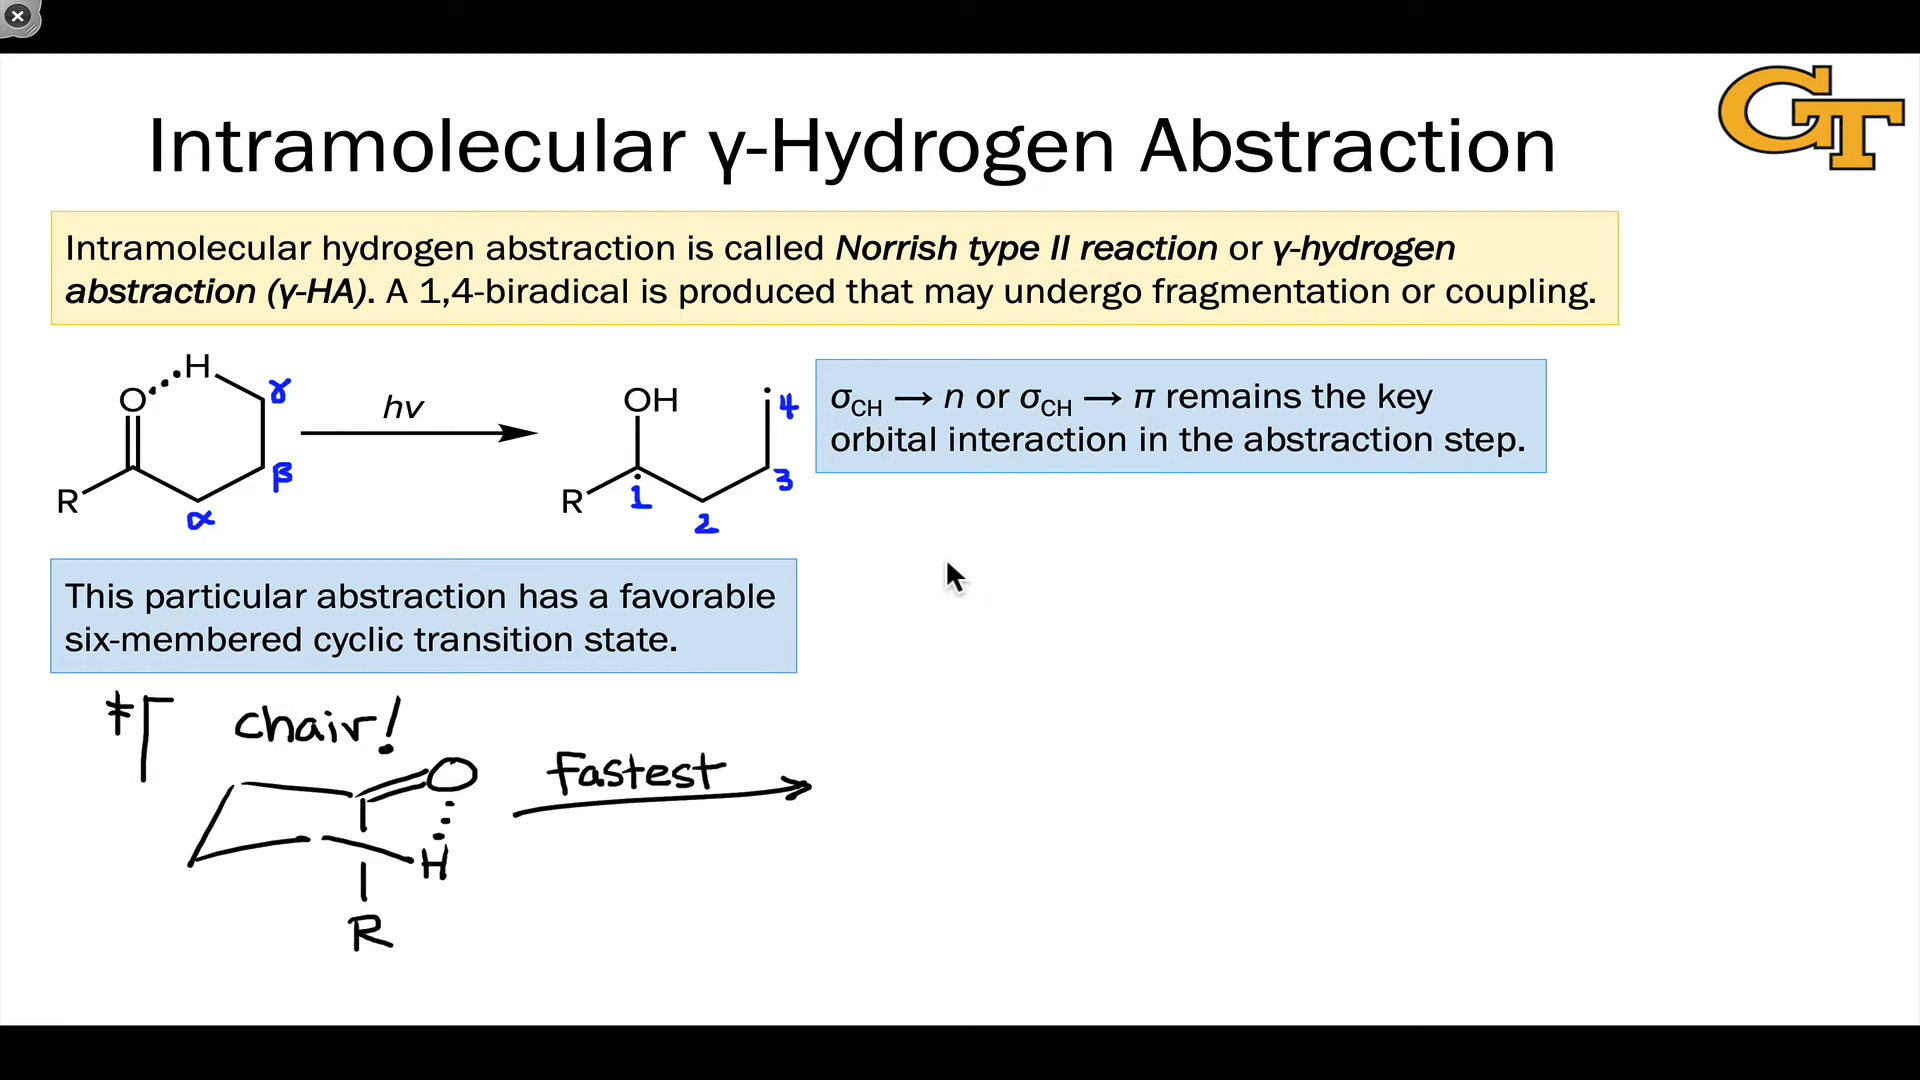 GT
Intramolecular γ-Hydrogen Abstraction
Intramolecular hydrogen abstraction is called Norrish type II reaction or γ-hydrogen
abstraction (γ-HA). A 1,4-biradical is produced that may undergo fragmentation or coupling.
H
O
γ
β
α
R
hν
OH
4
3
1
2
R
σCH → n or σCH → π remains the key
orbital interaction in the abstraction step.
This particular abstraction has a favorable
six-membered cyclic transition state.
‡
chair!
O
H
R
Fastest